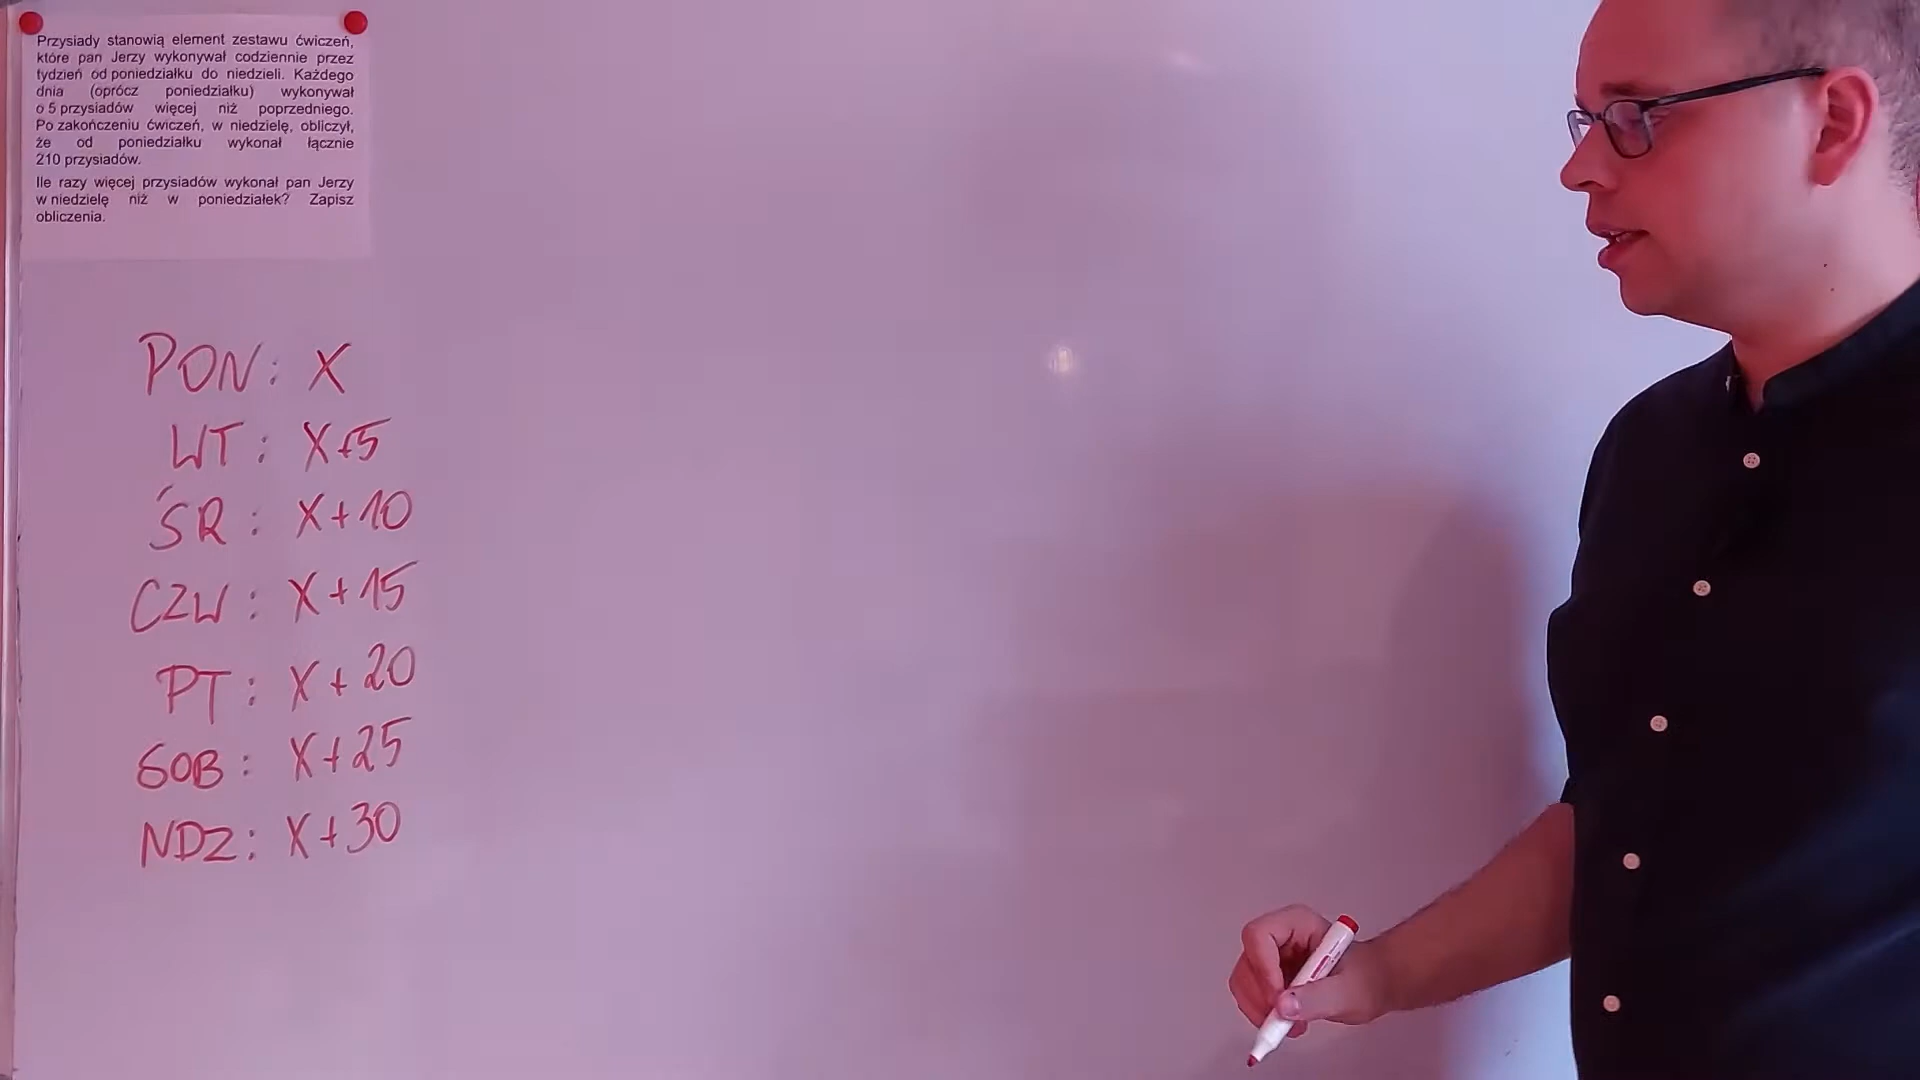 Przysiady stanowią element zestawu ćwiczeń,
które pan Jerzy wykonywał codziennie przez
tydzień od poniedziałku do niedzieli. Każdego
dnia (oprócz poniedziałku) wykonywał
o 5 przysiadów więcej niż poprzedniego.
Po zakończeniu ćwiczeń, w niedzielę, obliczył,
że od poniedziałku wykonał łącznie
210 przysiadów.
Ile razy więcej przysiadów wykonał pan Jerzy
w niedzielę niż w poniedziałek? Zapisz
obliczenia.
PON: X
WT: X+5
ŚR: X+10
CZW: X+15
PT: X+20
SOB: X+25
NDZ: X+30